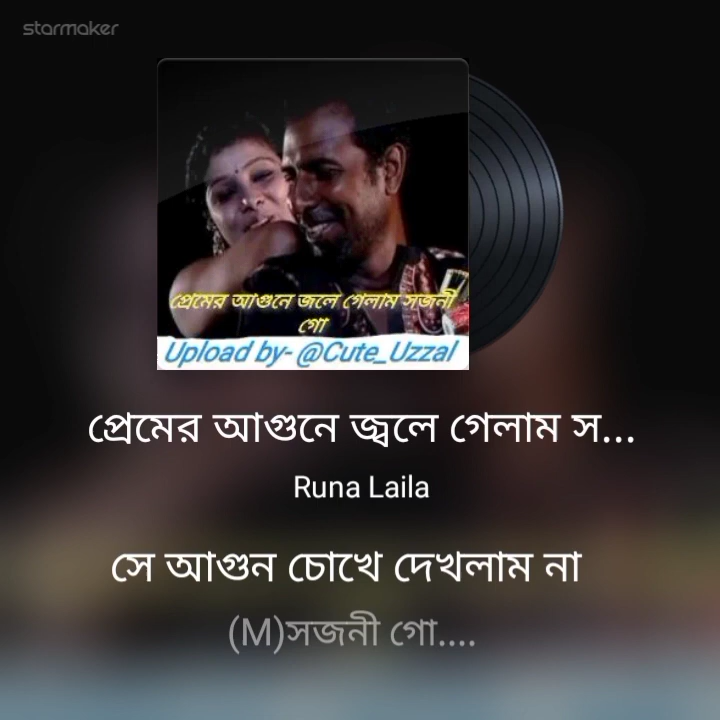 starmaker
প্রেমের আগুনে জলে গেলাম সজনী
গো
Upload by- @Cute_Uzzal
প্রেমের আগুনে জ্বলে গেলাম স...
Runa Laila
সে আগুন চোখে দেখলাম না
(M)সজনী গো....